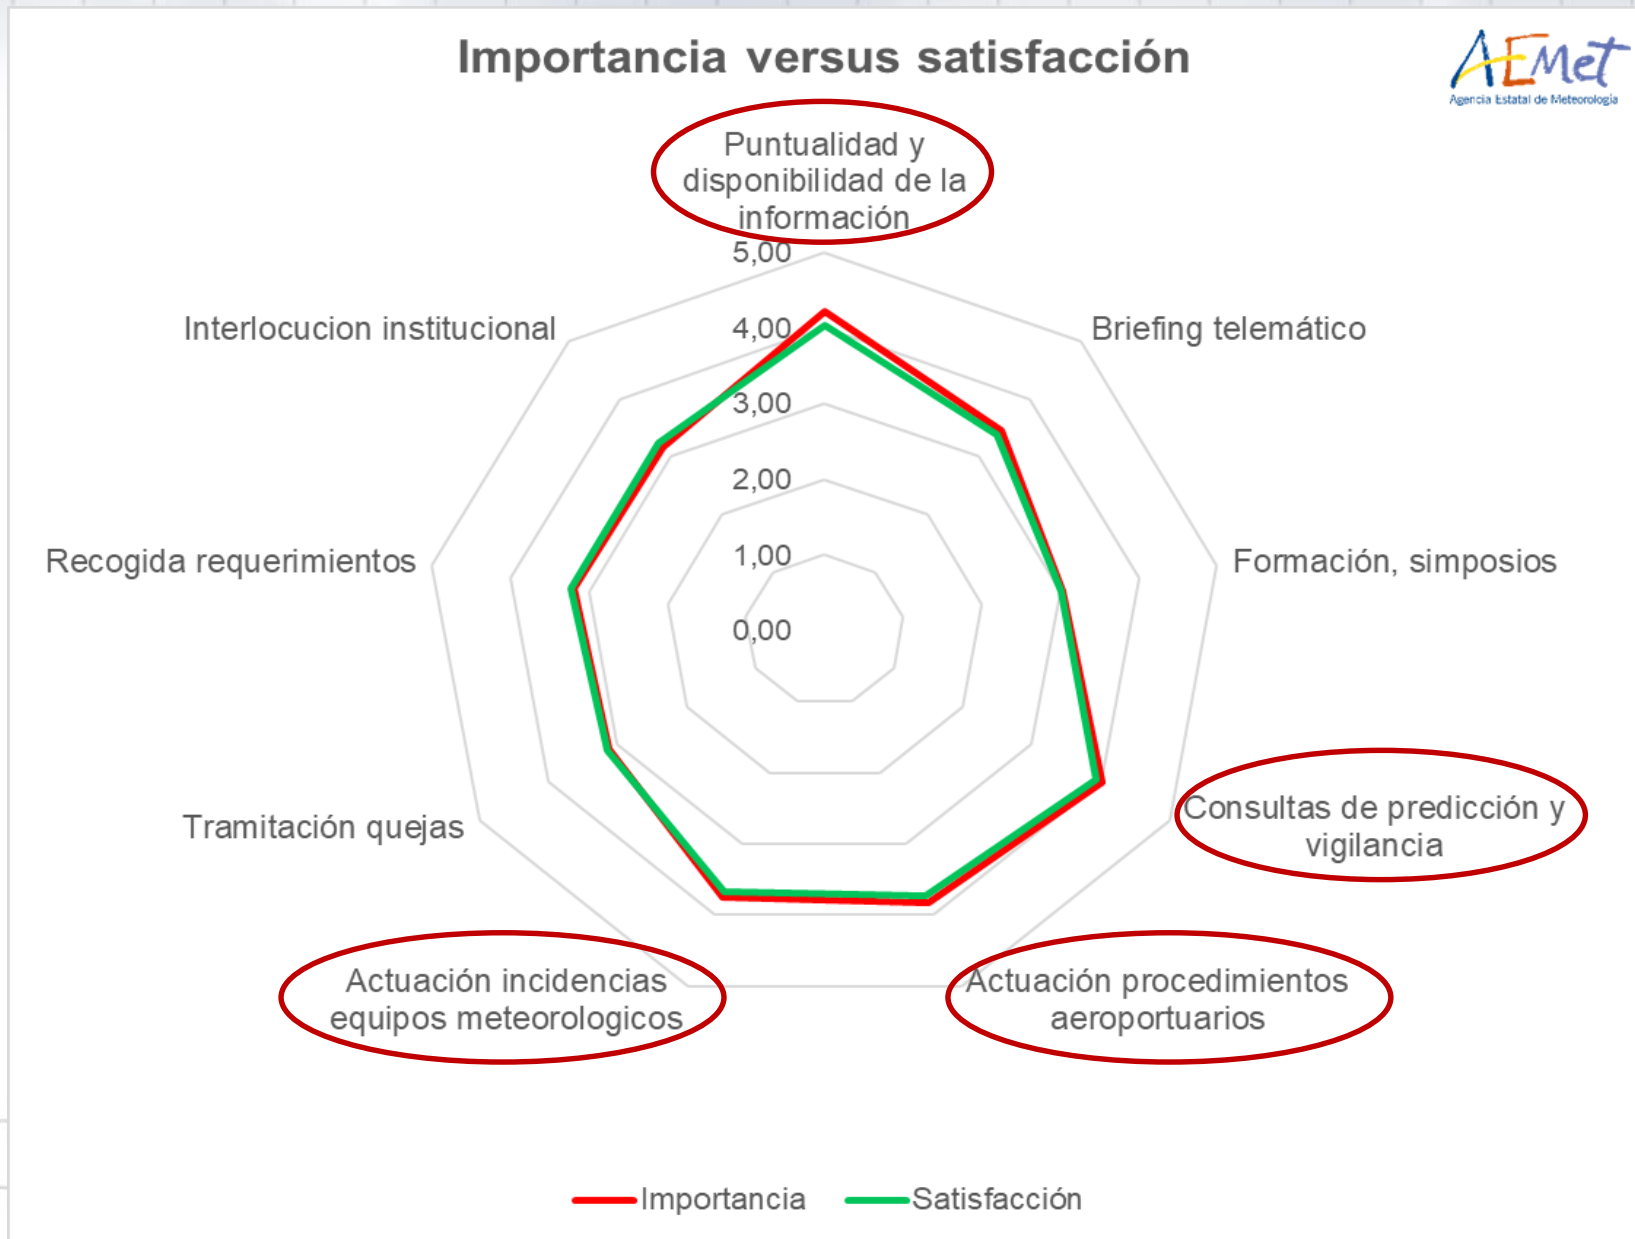 Importancia versus satisfacción
AEMet
Agencia Estatal de Meteorología
Puntualidad y
disponibilidad de la
información
5,00
Interlocucion institucional
4,00
Briefing telemático
3,00
2,00
Recogida requerimientos
1,00
Formación, simposios
0,00
Tramitación quejas
Consultas de predicción y
vigilancia
Actuación incidencias
equipos meteorologicos
Actuación procedimientos
aeroportuarios
Importancia
Satisfacción